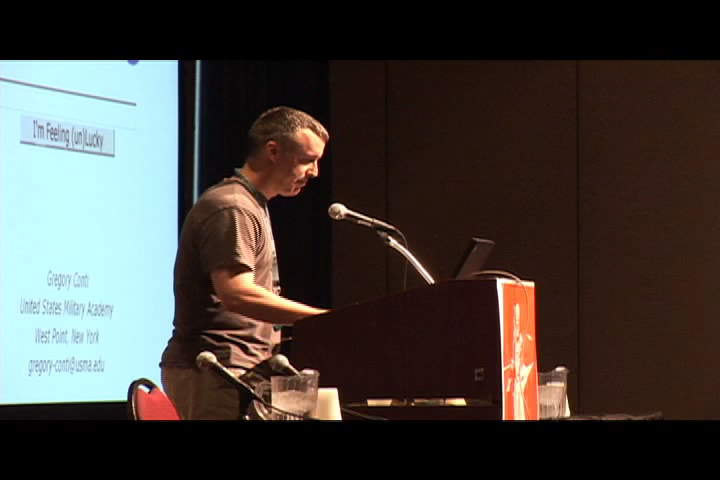 I'm Feeling (un)Lucky
Gregory Conti
United States Military Academy
West Point, New York
gregory-conti@usma.edu